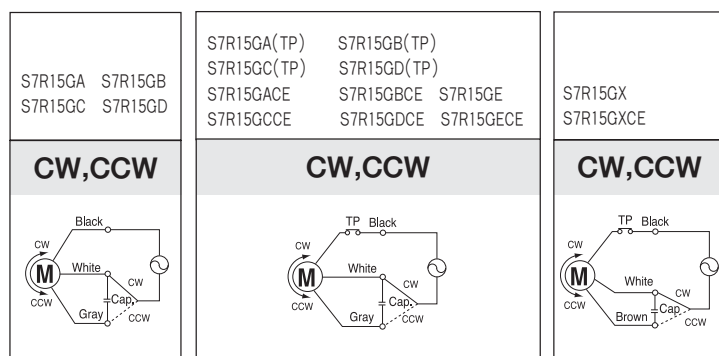 S7R15GA S7R15GB
S7R15GC S7R15GD
CW,CCW
Black
CW
M
White
CW
CCW
Cap.
Gray
CCW
S7R15GA(TP) S7R15GB(TP)
S7R15GC(TP) S7R15GD(TP)
S7R15GACE S7R15GBCE S7R15GE
S7R15GCCE S7R15GDCE S7R15GECE
CW,CCW
TP Black
CW
White
M
CW
CCW
Cap.
Gray
CCW
S7R15GX
S7R15GXCE
CW,CCW
TP Black
CW
M
White
CW
CCW
Cap.
Brown
CCW